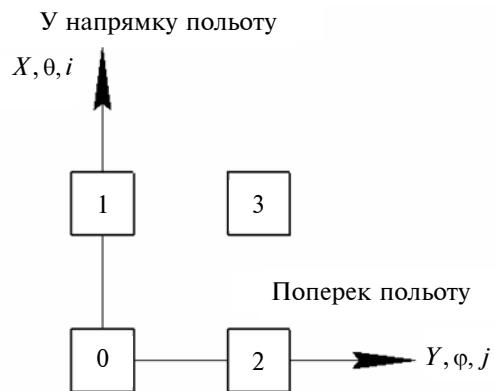 У напрямку польоту
X, θ, i
1 3
Поперек польоту
0 2 Y, φ, j